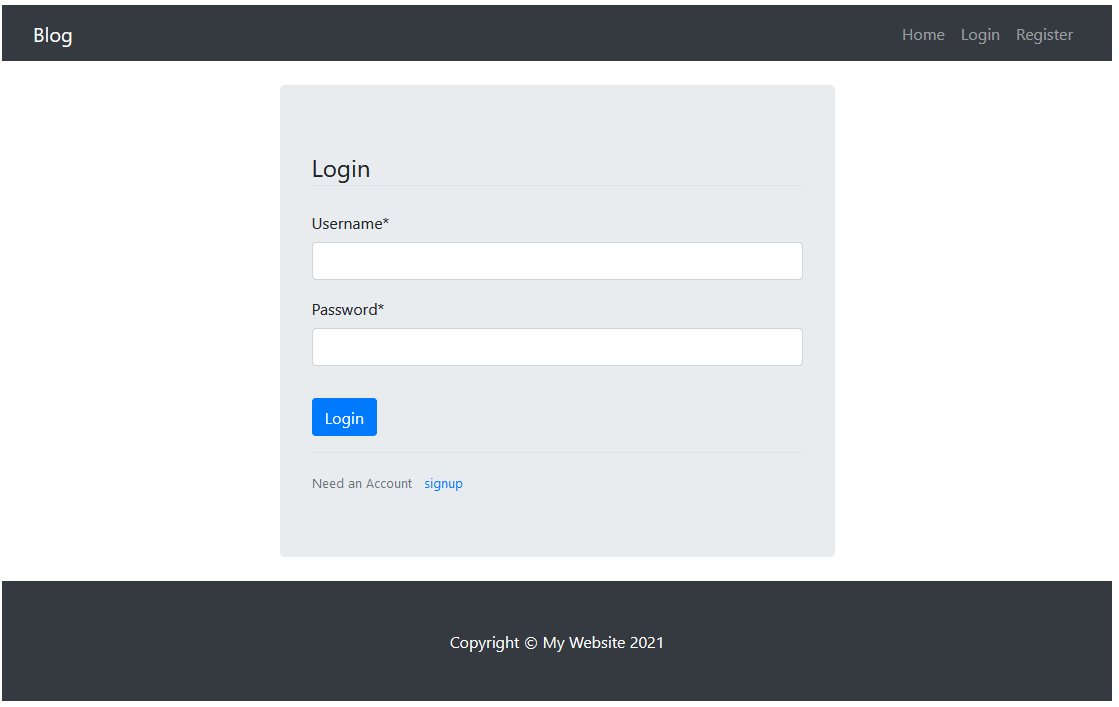 Blog Home Login Register
Login
Username*
Password*
Login
Need an Account signup
Copyright © My Website 2021